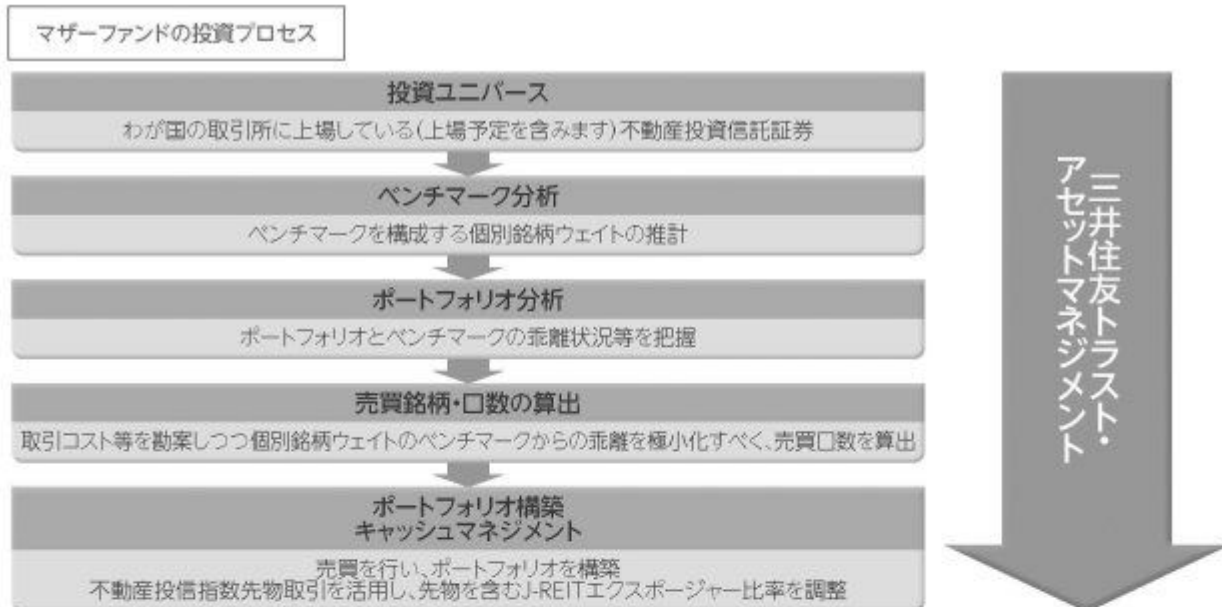 マザーファンドの投資プロセス
投資ユニバース
わが国の取引所に上場している(上場予定を含みます)不動産投資信託証券
ベンチマーク分析
ベンチマークを構成する個別銘柄ウェイトの推計
ポートフォリオ分析
ポートフォリオとベンチマークの乖離状況等を把握
売買銘柄・口数の算出
取引コスト等を勘案しつつ個別銘柄ウェイトのベンチマークからの乖離を極小化すべく、売買口数を算出
ポートフォリオ構築
キャッシュマネジメント
売買を行い、ポートフォリオを構築
不動産投信指数先物取引を活用し、先物を含むJ-REITエクスポージャー比率を調整
三井住友トラスト・
アセットマネジメント